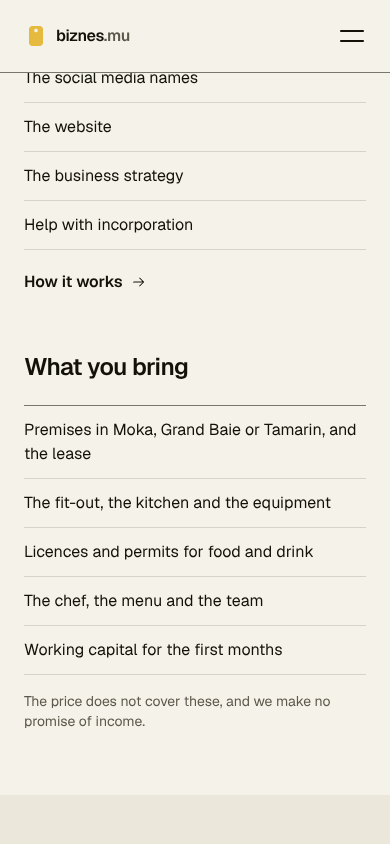 biznes.mu
The social media names
The website
The business strategy
Help with incorporation
How it works →
What you bring
Premises in Moka, Grand Baie or Tamarin, and
the lease
The fit-out, the kitchen and the equipment
Licences and permits for food and drink
The chef, the menu and the team
Working capital for the first months
The price does not cover these, and we make no
promise of income.